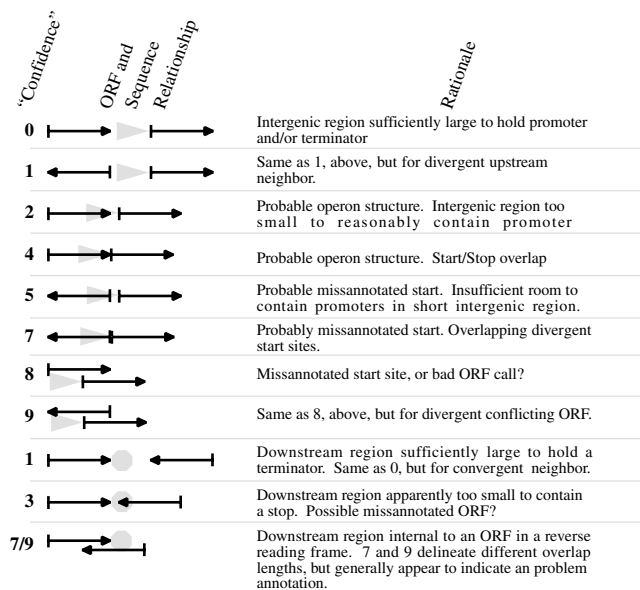 "Confidence"
ORF and
Sequence
Relationship
Rationale
0
Intergenic region sufficiently large to hold promoter
and/or terminator
1
Same as 1, above, but for divergent upstream
neighbor.
2
Probable operon structure. Intergenic region too
small to reasonably contain promoter
4
Probable operon structure. Start/Stop overlap
5
Probable missannotated start. Insufficient room to
contain promoters in short intergenic region.
7
Probably missannotated start. Overlapping divergent
start sites.
8
Missannotated start site, or bad ORF call?
9
Same as 8, above, but for divergent conflicting ORF.
1
Downstream region sufficiently large to hold a
terminator. Same as 0, but for convergent neighbor.
3
Downstream region apparently too small to contain
a stop. Possible missannotated ORF?
7/9
Downstream region internal to an ORF in a reverse
reading frame. 7 and 9 delineate different overlap
lengths, but generally appear to indicate an problem
annotation.